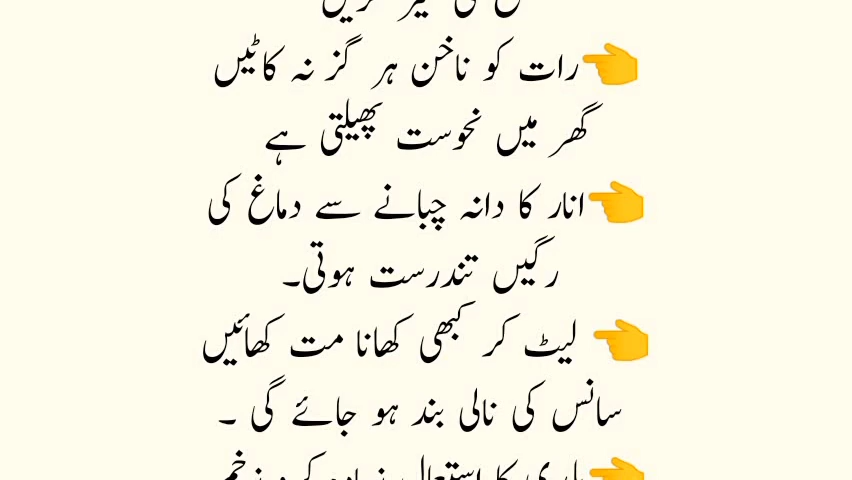 👈رات کو ناخن ہر گز نہ کاٹیں
گھر میں نحوست پھیلتی ہے
👈انار کا دانہ چبانے سے دماغ کی
رگیں تندرست ہوتی۔
👈 لیٹ کر کبھی کھانا مت کھائیں
سانس کی نالی بند ہو جائے گی ۔